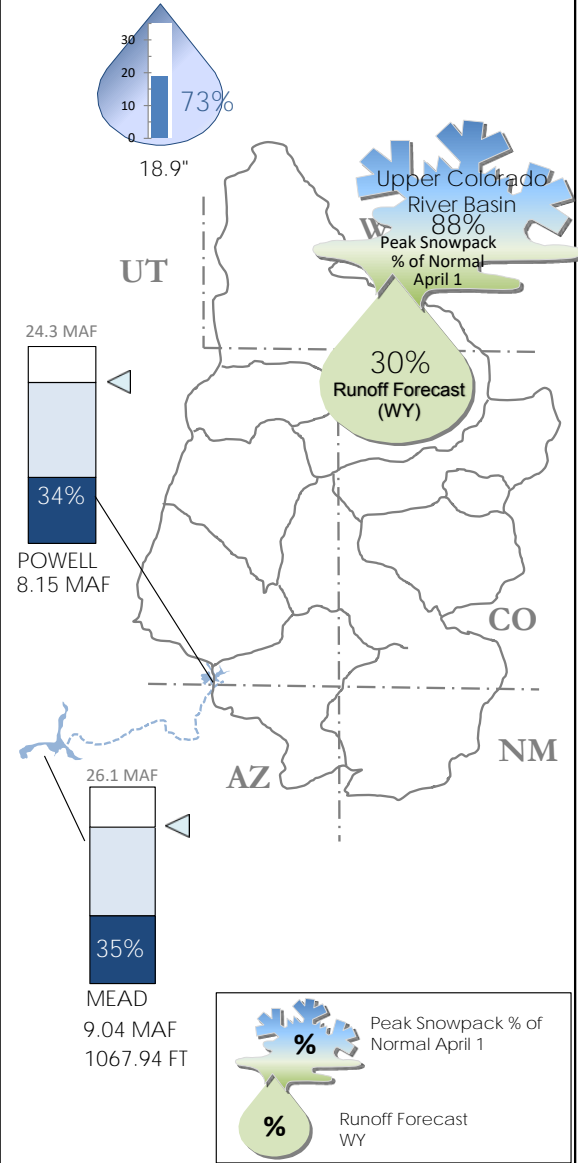 30
20
10
0
73%
18.9"
Upper Colorado
River Basin
88%
Peak Snowpack
% of Normal
April 1
W
UT
24.3 MAF
34%
POWELL
8.15 MAF
30%
Runoff Forecast
(WY)
CO
NM
AZ
26.1 MAF
35%
MEAD
9.04 MAF
1067.94 FT
%
Peak Snowpack % of
Normal April 1
%
Runoff Forecast
WY